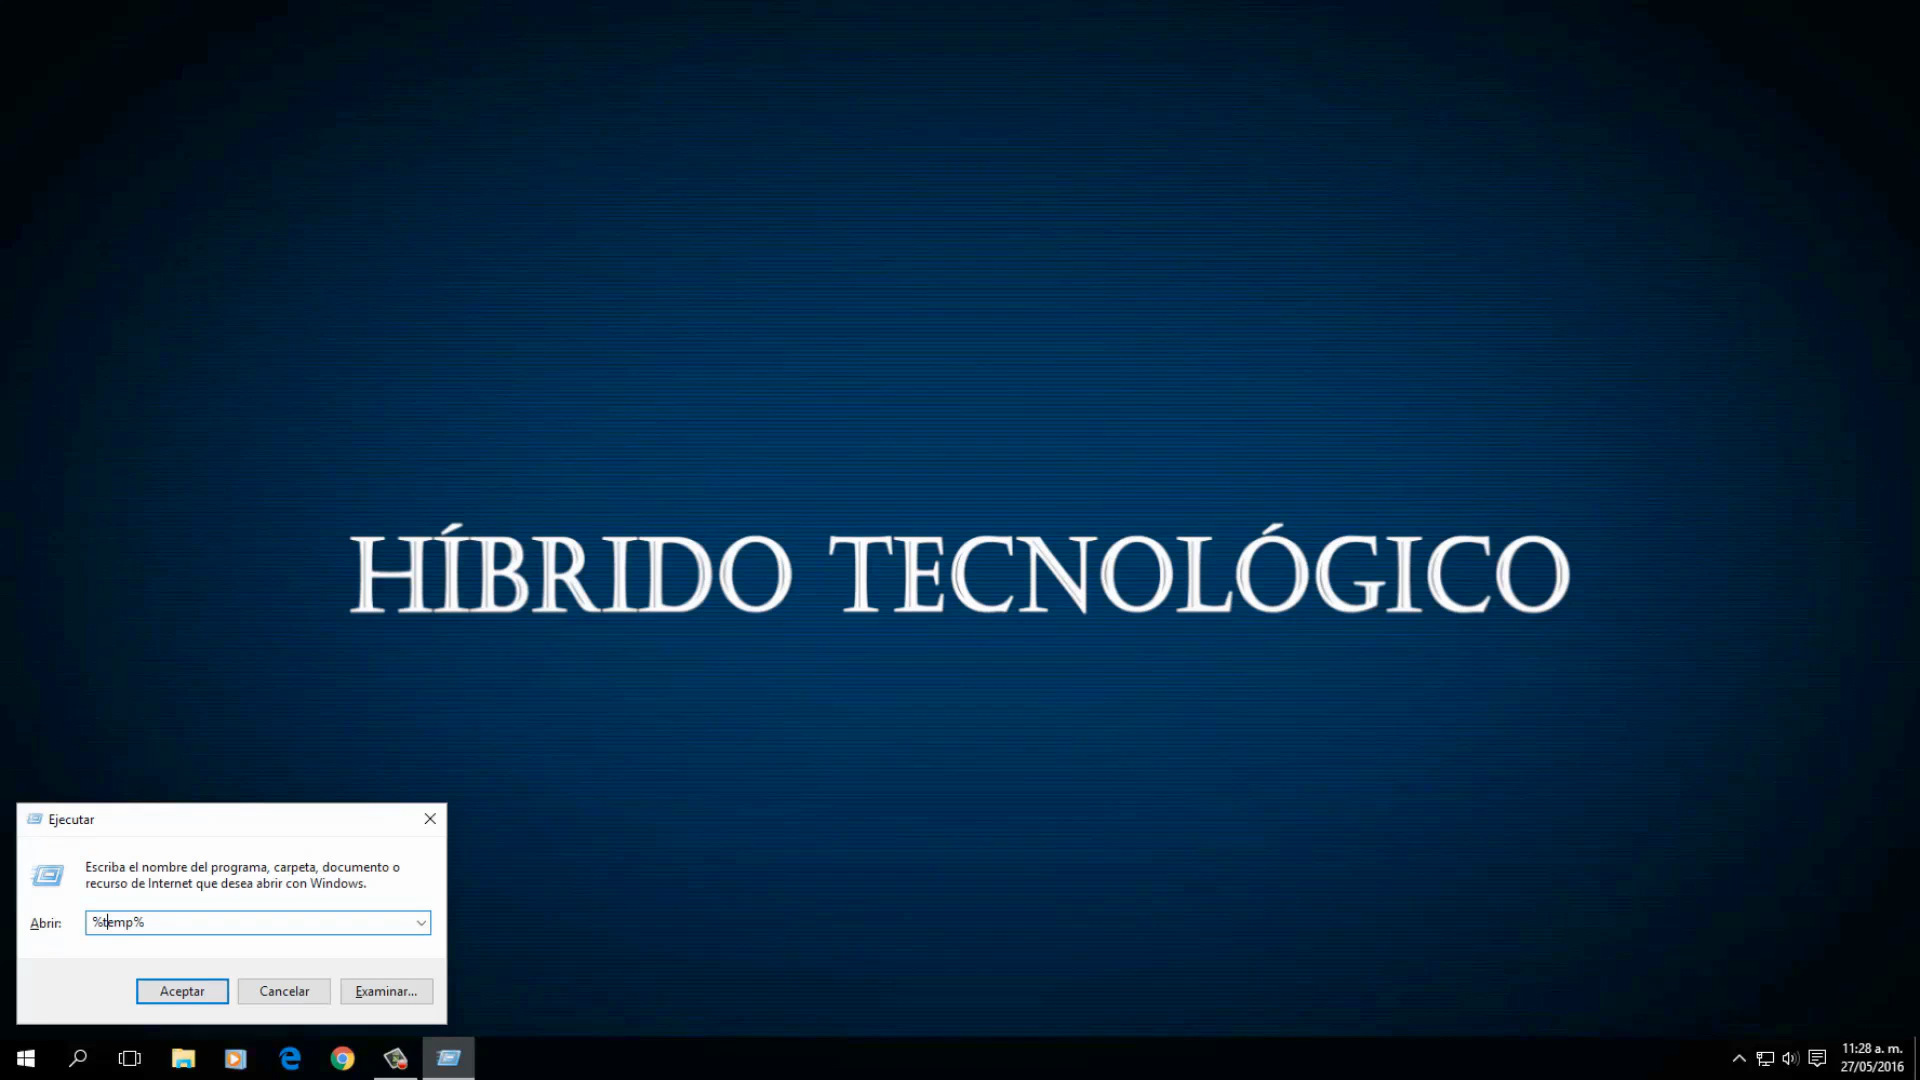 HÍBRIDO TECNOLÓGICO
Ejecutar
Escriba el nombre del programa, carpeta, documento o
recurso de Internet que desea abrir con Windows.
Abrir: %temp%
Aceptar Cancelar Examinar...
11:28 a. m.
27/05/2016